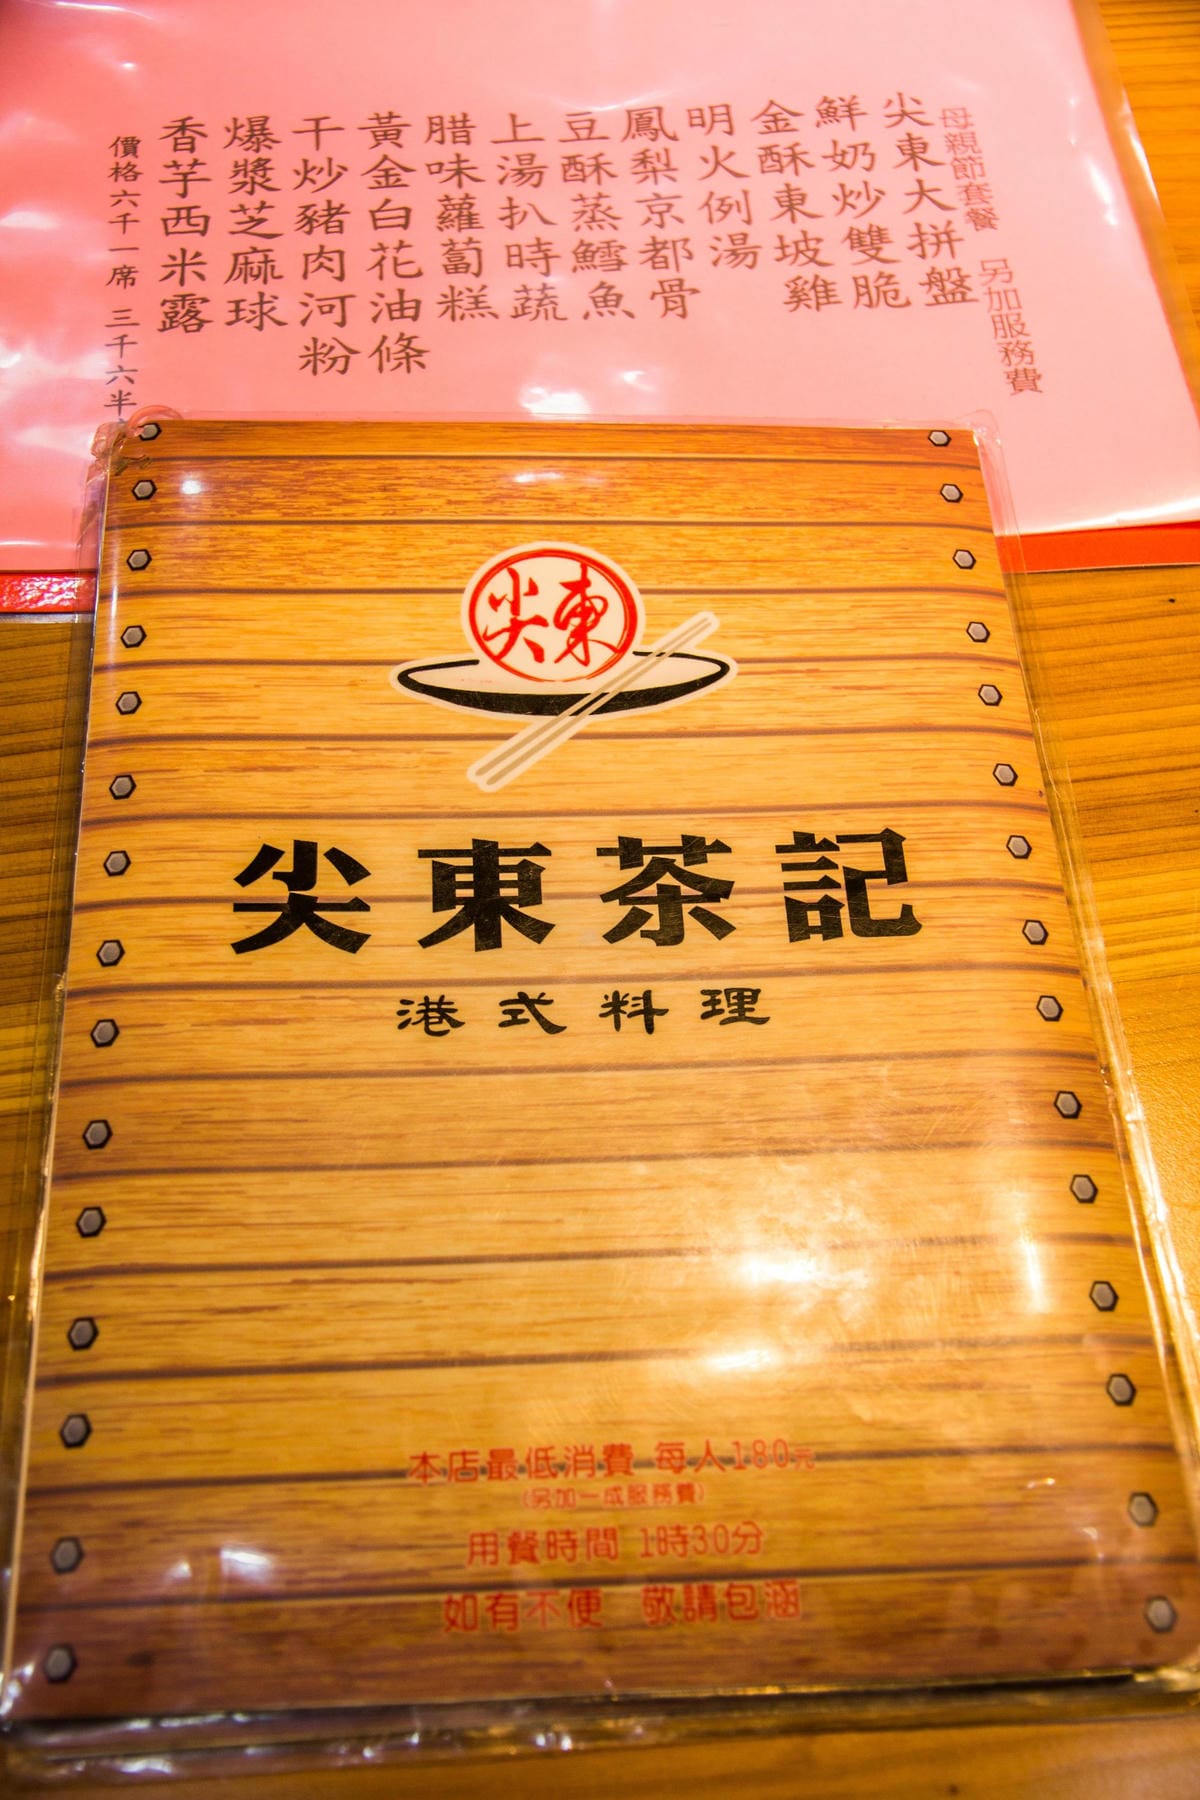 母親節套餐 另加服務費
尖東大拼盤
鮮奶炒雙脆
金酥東坡雞
明火例湯
鳳梨京都骨
豆酥蒸鱈魚
上湯扒時蔬
腊味蘿蔔糕
黃金白花油條
干炒豬肉河粉
爆漿芝麻球
香芋西米露
價格六千一席 三千六半
尖東
尖東茶記
港式料理
本店最低消費 每人180元
(另加一成服務費)
用餐時間 1時30分
如有不便 敬請包涵